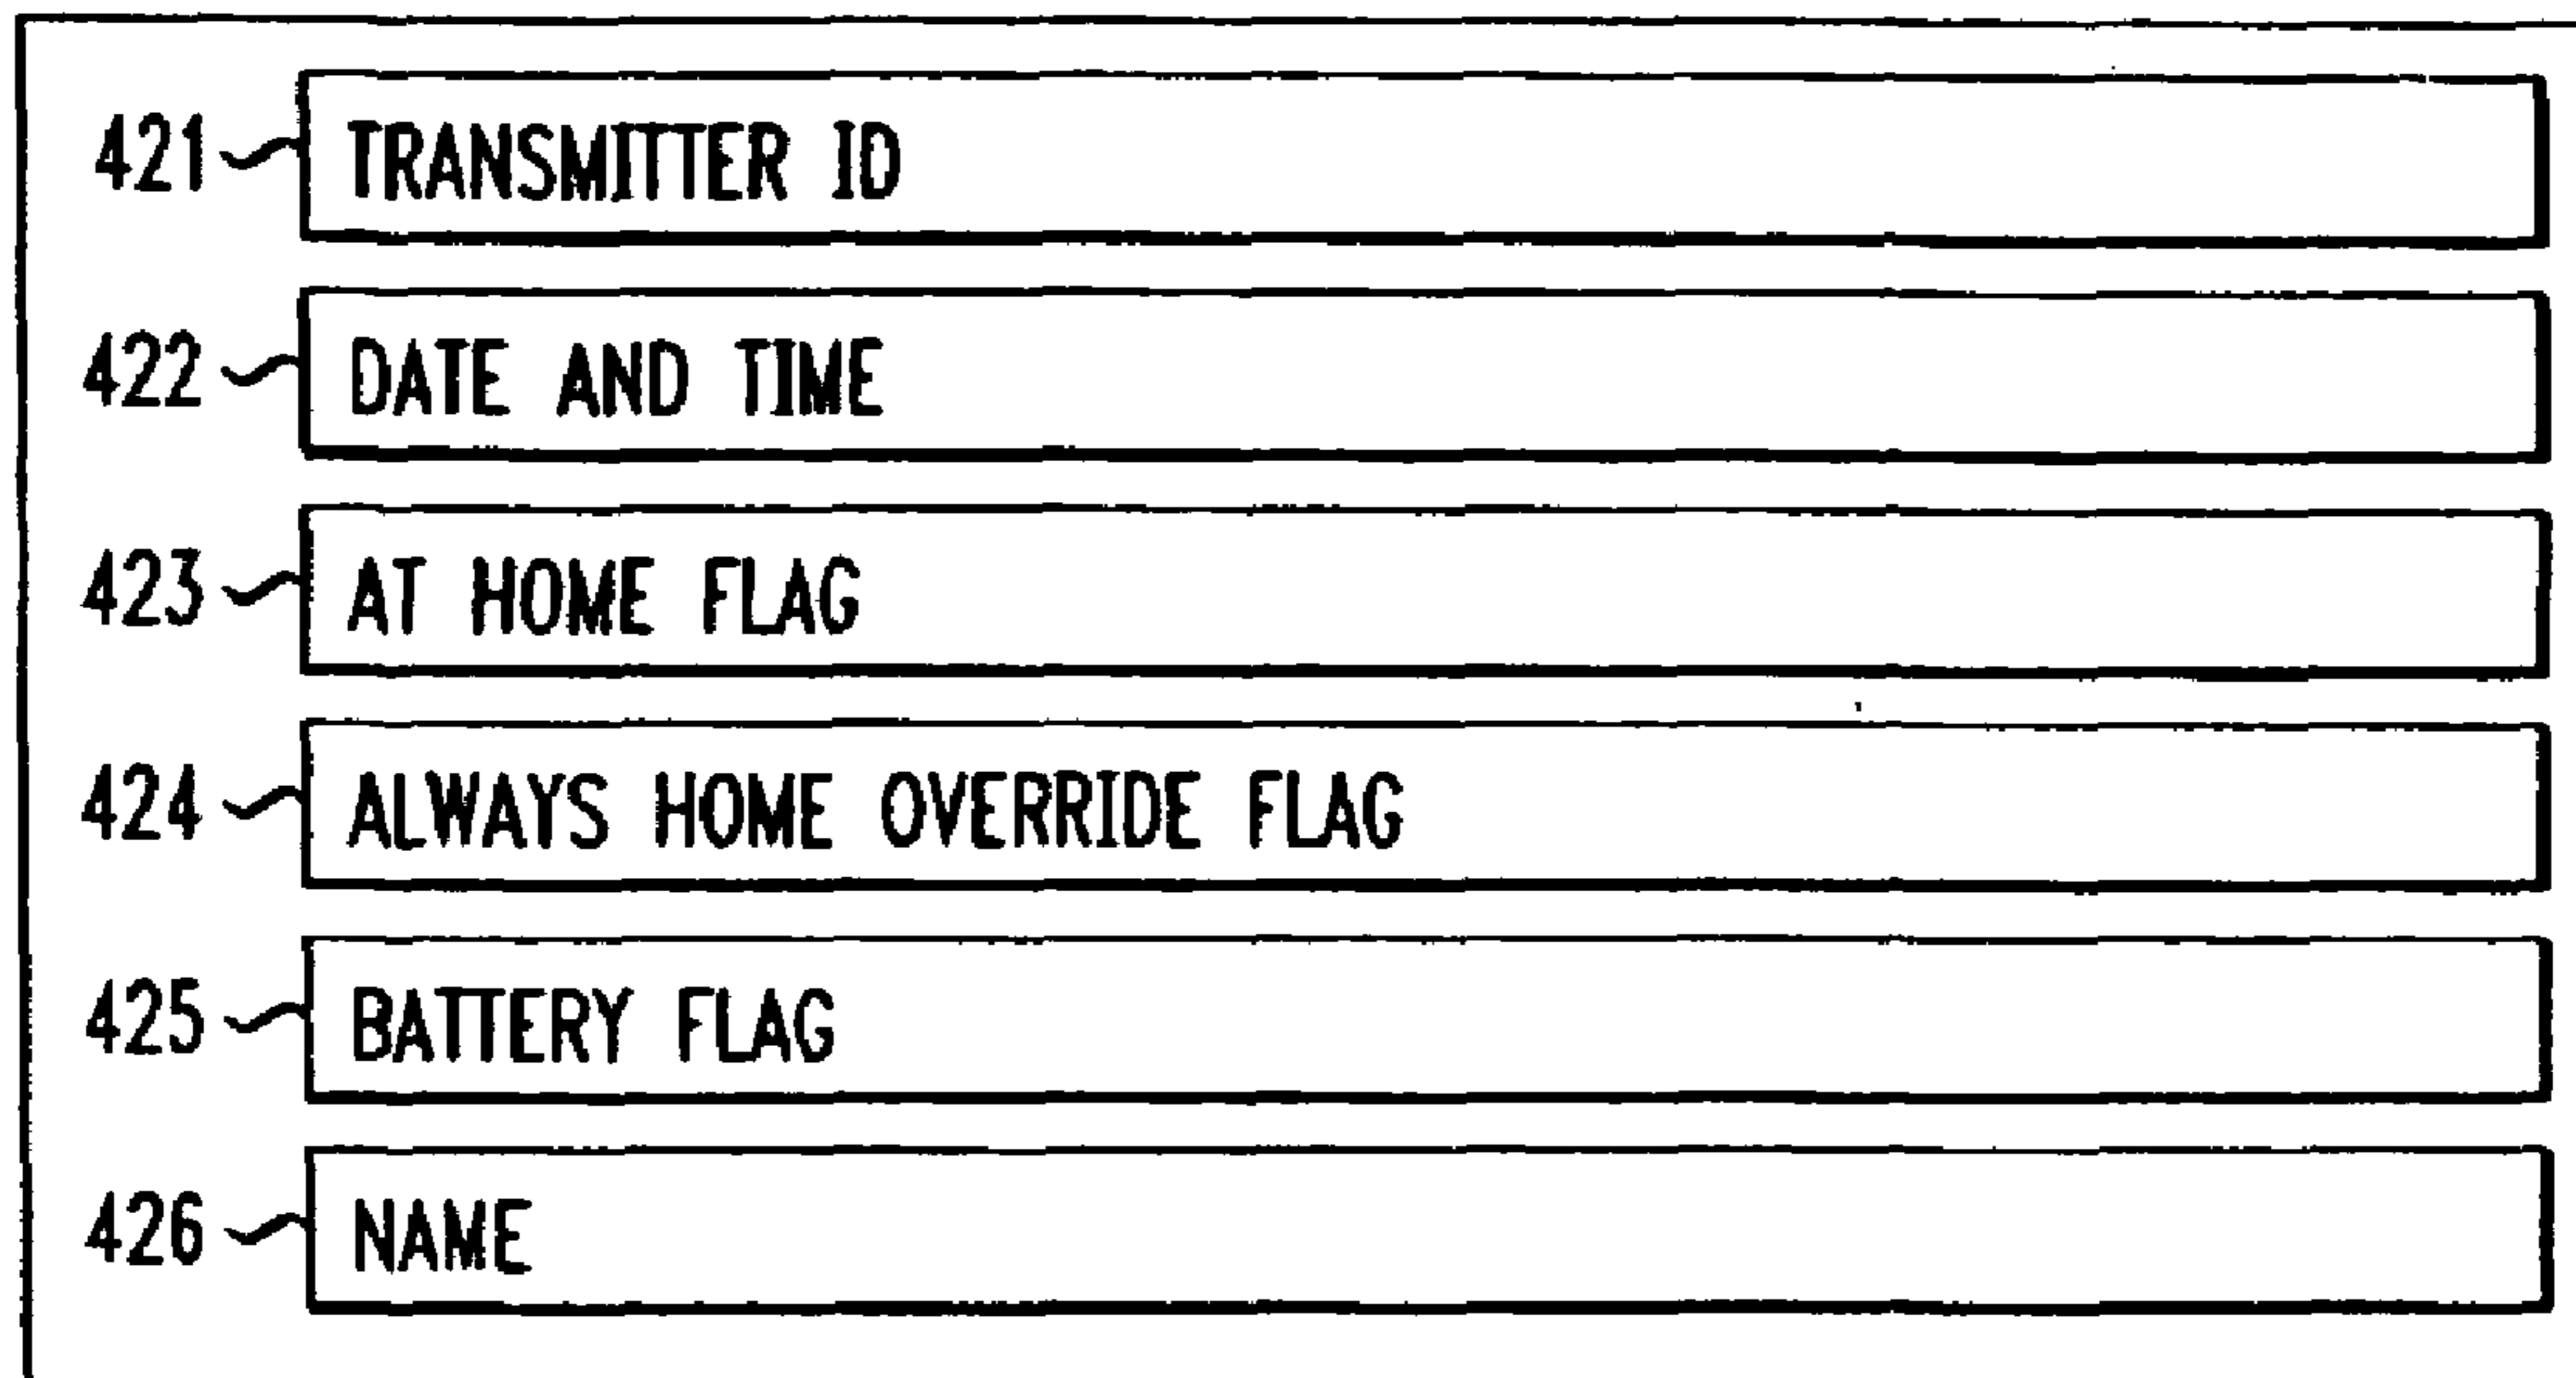 421 TRANSMITTER ID
422 DATE AND TIME
423 AT HOME FLAG
424 ALWAYS HOME OVERRIDE FLAG
425 BATTERY FLAG
426 NAME